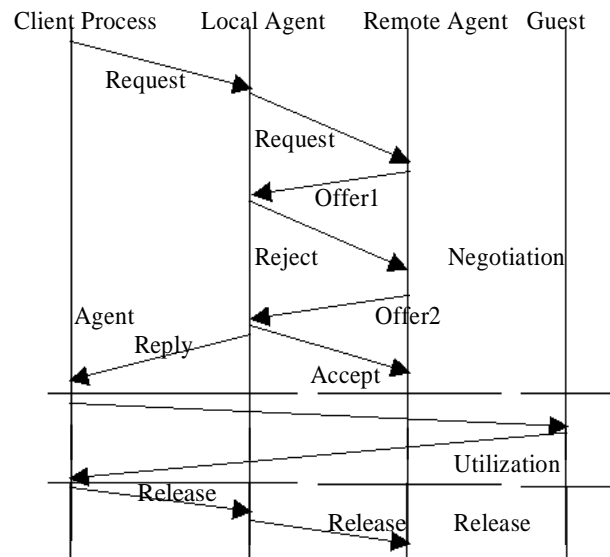 Client Process Local Agent Remote Agent Guest
Request
Request
Offer1
Reject Negotiation
Agent Offer2
Reply
Accept
Utilization
Release
Release Release